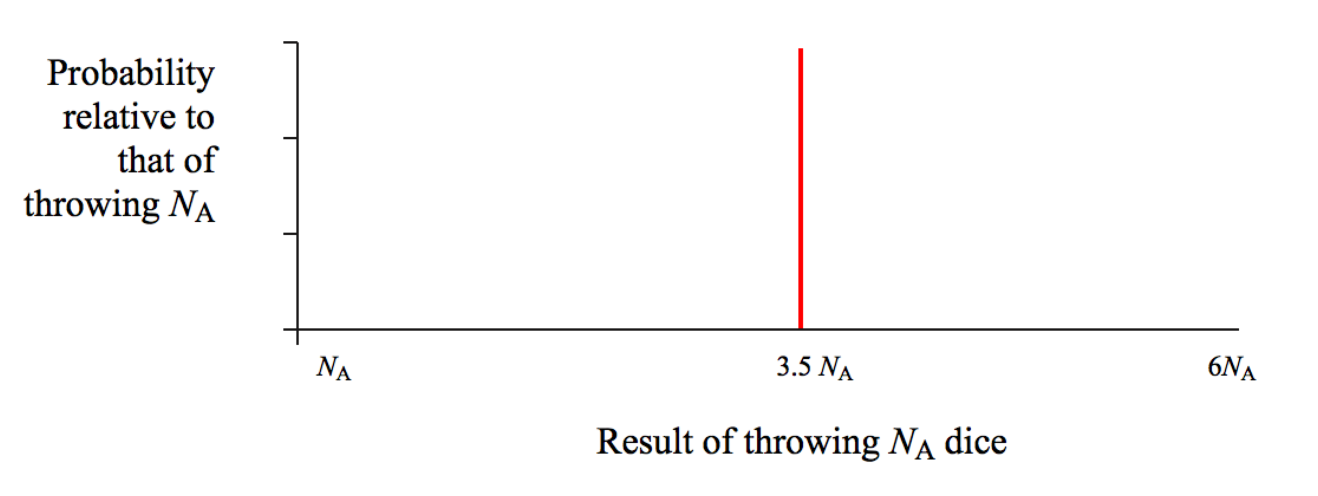 Probability
relative to
that of
throwing NA
NA
3.5 NA
6NA
Result of throwing NA dice